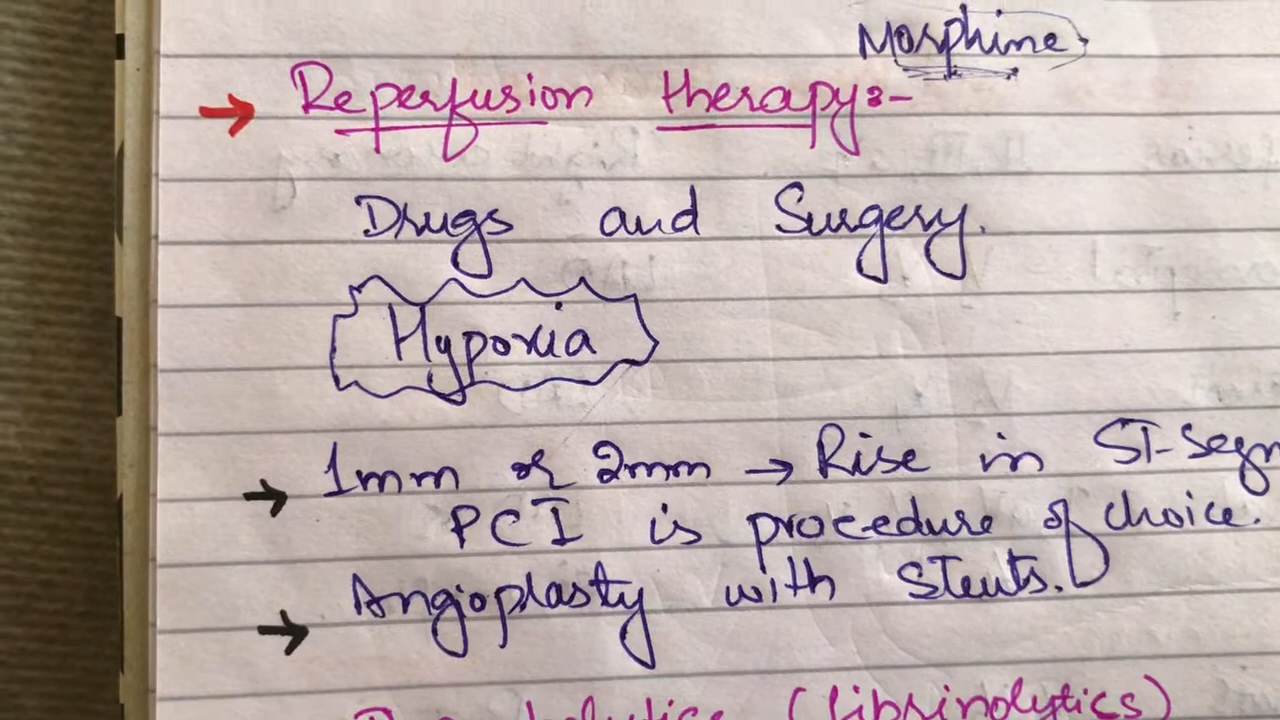 Morphine
Reperfusion therapy:-
Drugs and Surgery.
Hypoxia
1mm or 2mm → Rise in ST-Segm
PCI is procedure of choice.
Angioplasty with Stents.
(fibrinolytics)